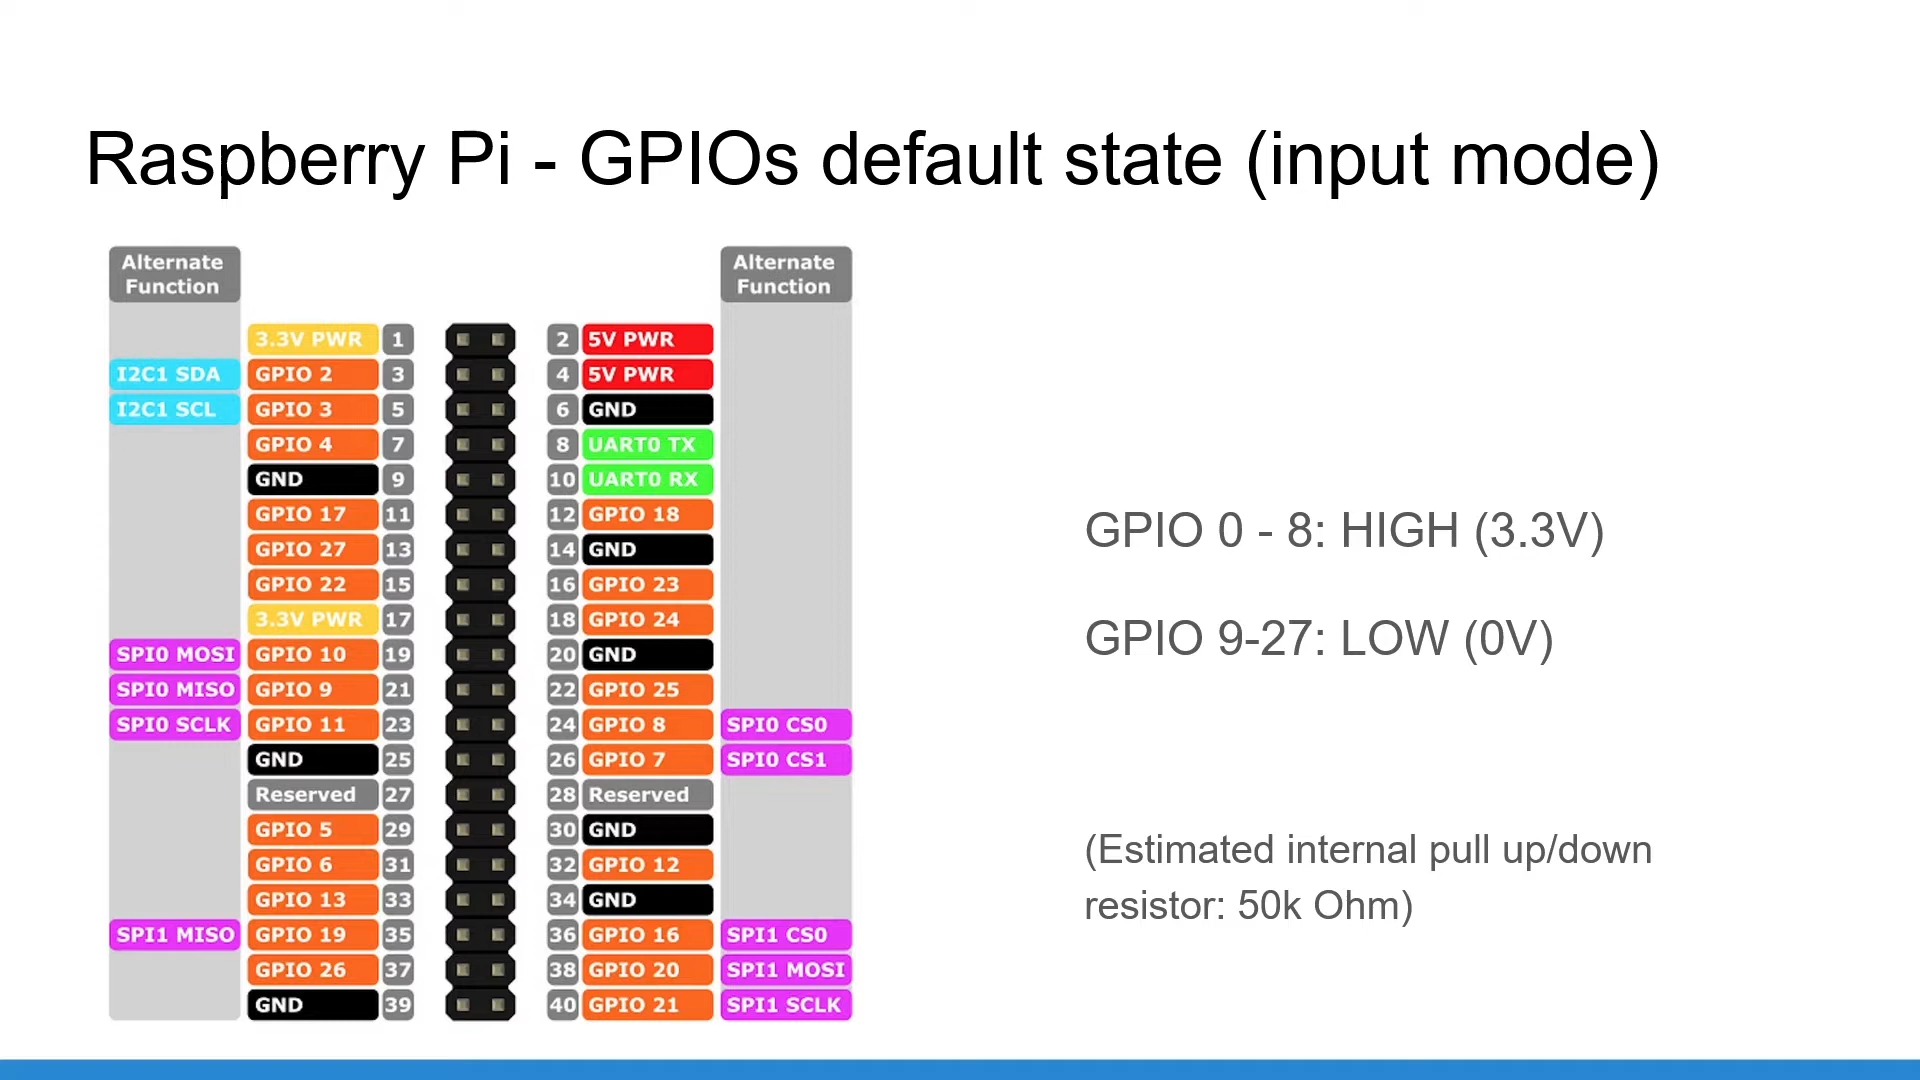 Raspberry Pi - GPIOs default state (input mode)
Alternate
Function
Alternate
Function
3.3V PWR 1 2 5V PWR
I2C1 SDA GPIO 2 3 4 5V PWR
I2C1 SCL GPIO 3 5 6 GND
GPIO 4 7 8 UART0 TX
GND 9 10 UART0 RX
GPIO 17 11 12 GPIO 18
GPIO 27 13 14 GND
GPIO 22 15 16 GPIO 23
3.3V PWR 17 18 GPIO 24
SPI0 MOSI GPIO 10 19 20 GND
SPI0 MISO GPIO 9 21 22 GPIO 25
SPI0 SCLK GPIO 11 23 24 GPIO 8 SPI0 CS0
GND 25 26 GPIO 7 SPI0 CS1
Reserved 27 28 Reserved
GPIO 5 29 30 GND
GPIO 6 31 32 GPIO 12
GPIO 13 33 34 GND
SPI1 MISO GPIO 19 35 36 GPIO 16 SPI1 CS0
GPIO 26 37 38 GPIO 20 SPI1 MOSI
GND 39 40 GPIO 21 SPI1 SCLK
GPIO 0 - 8: HIGH (3.3V)
GPIO 9-27: LOW (0V)
(Estimated internal pull up/down
resistor: 50k Ohm)